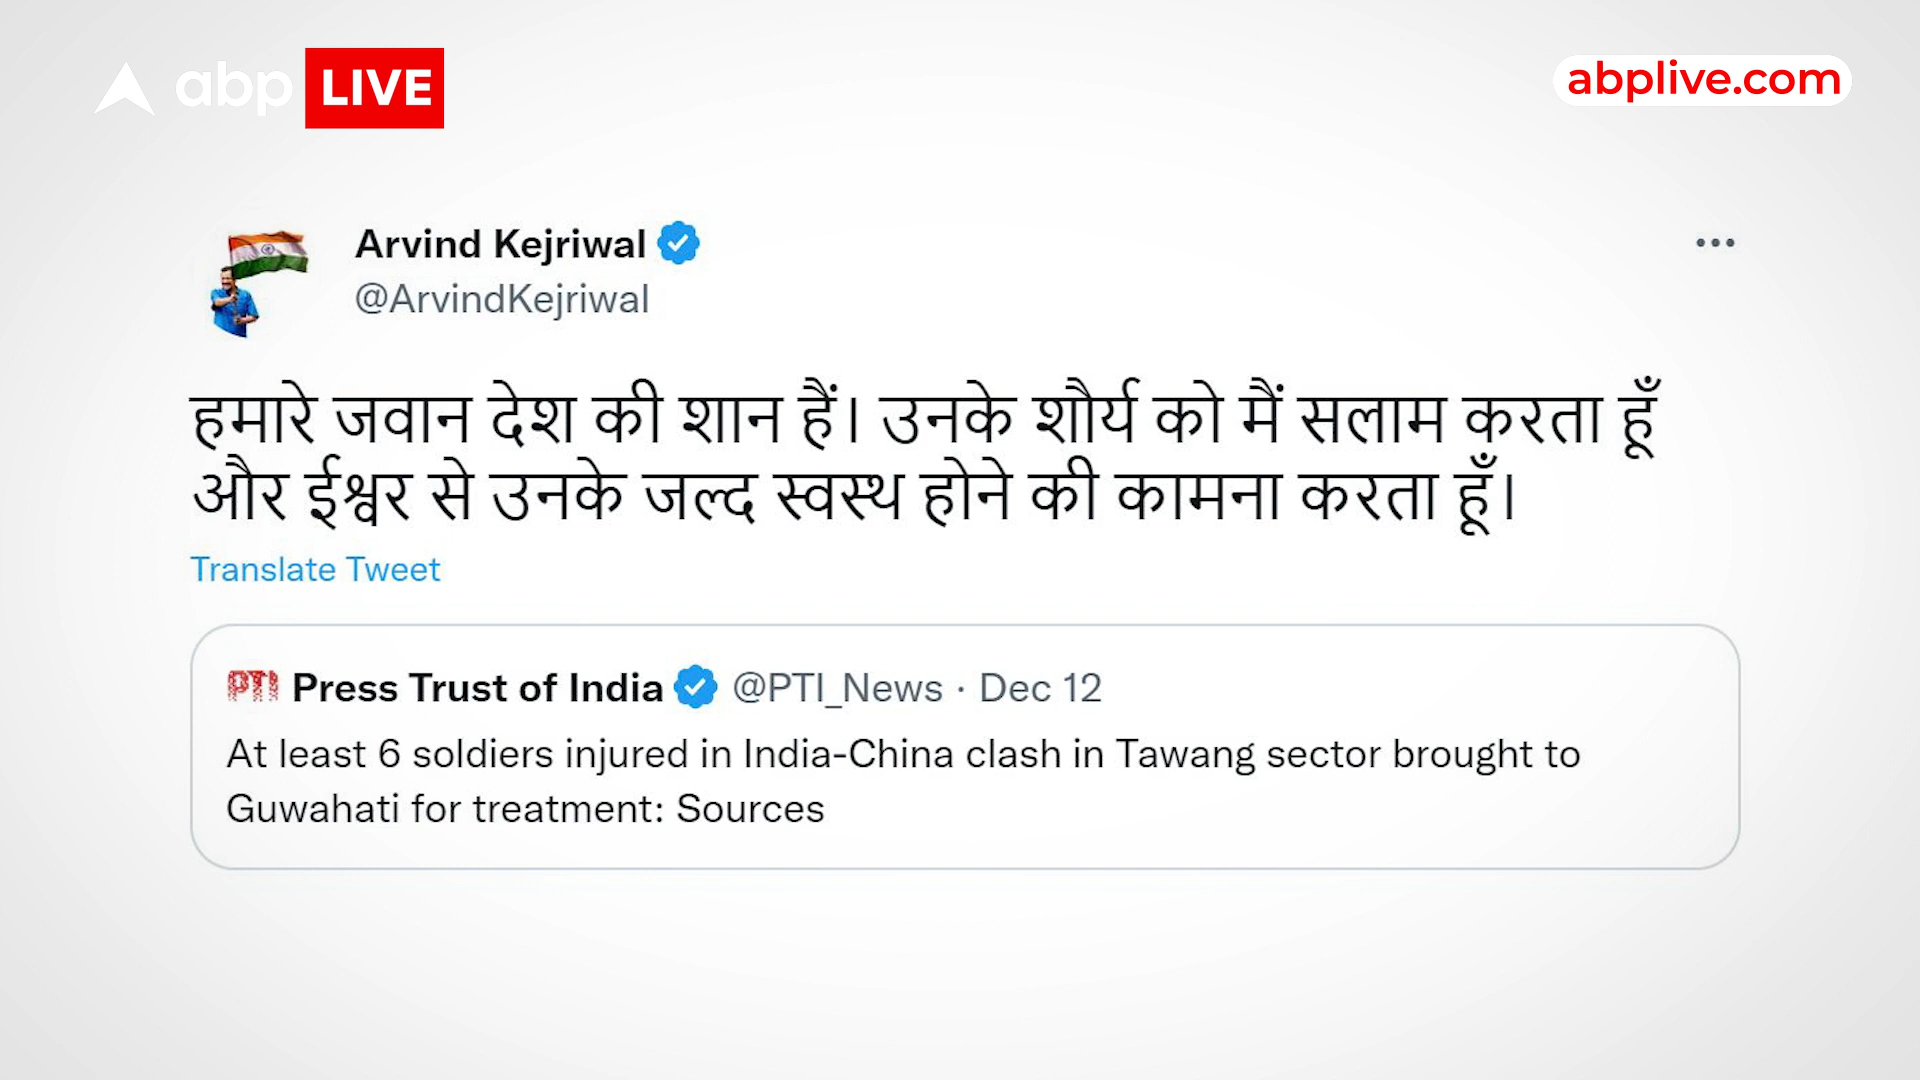 abp LIVE
abplive.com
Arvind Kejriwal
@ArvindKejriwal
हमारे जवान देश की शान हैं। उनके शौर्य को मैं सलाम करता हूँ
और ईश्वर से उनके जल्द स्वस्थ होने की कामना करता हूँ।
Translate Tweet
PTI Press Trust of India @PTI_News · Dec 12
At least 6 soldiers injured in India-China clash in Tawang sector brought to
Guwahati for treatment: Sources